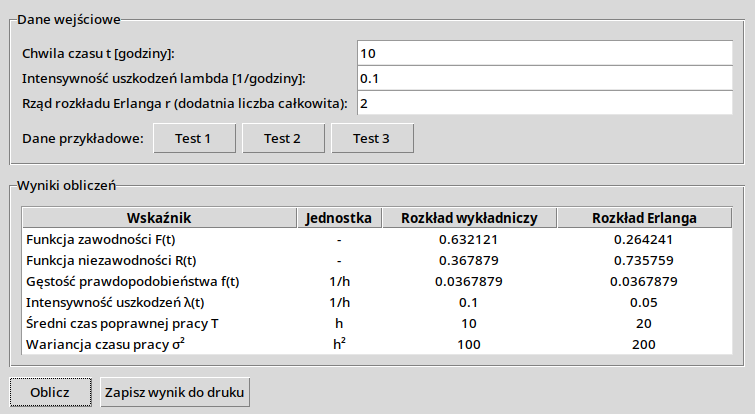 Dane wejściowe
Chwila czasu t [godziny]: 10
Intensywność uszkodzeń lambda [1/godziny]: 0.1
Rząd rozkładu Erlanga r (dodatnia liczba całkowita): 2
Dane przykładowe: Test 1 Test 2 Test 3
Wyniki obliczeń
Wskaźnik Jednostka Rozkład wykładniczy Rozkład Erlanga
Funkcja zawodności F(t) - 0.632121 0.264241
Funkcja niezawodności R(t) - 0.367879 0.735759
Gęstość prawdopodobieństwa f(t) 1/h 0.0367879 0.0367879
Intensywność uszkodzeń λ(t) 1/h 0.1 0.05
Średni czas poprawnej pracy T h 10 20
Wariancja czasu pracy σ² h² 100 200
Oblicz Zapisz wynik do druku